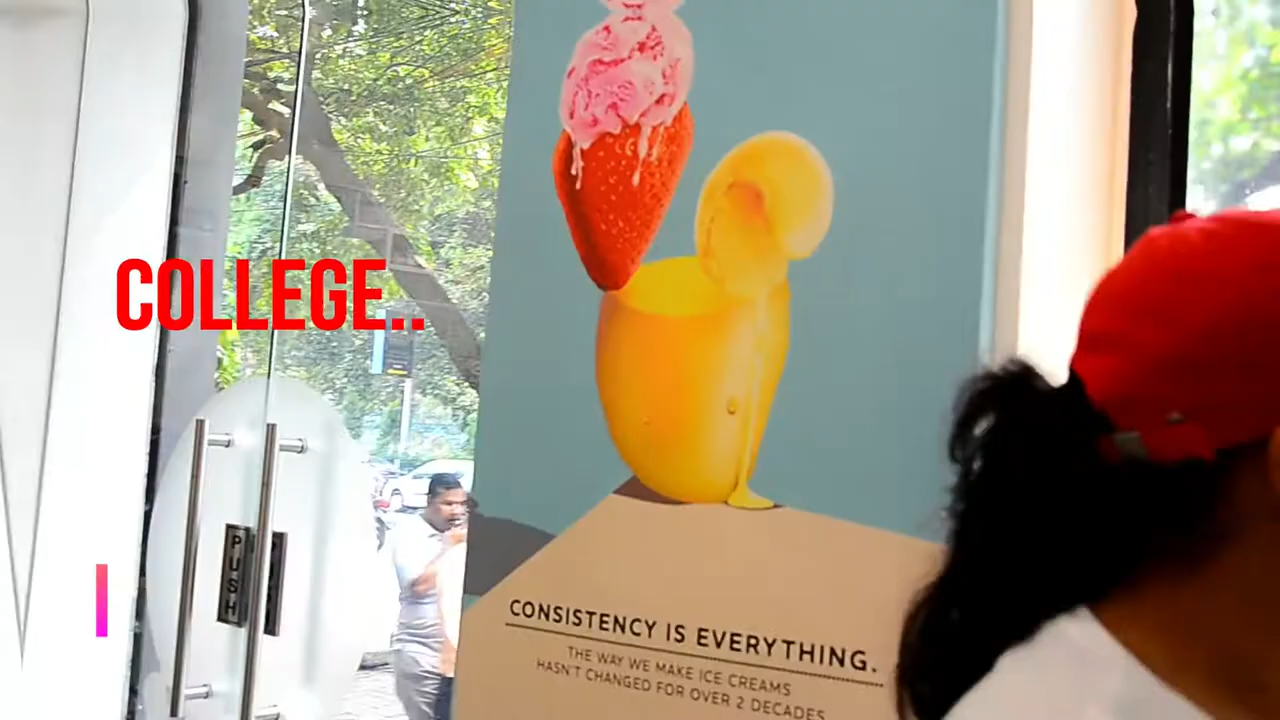 COLLEGE..
PUSH
CONSISTENCY IS EVERYTHING.
THE WAY WE MAKE ICE CREAMS
HASN'T CHANGED FOR OVER 2 DECADES